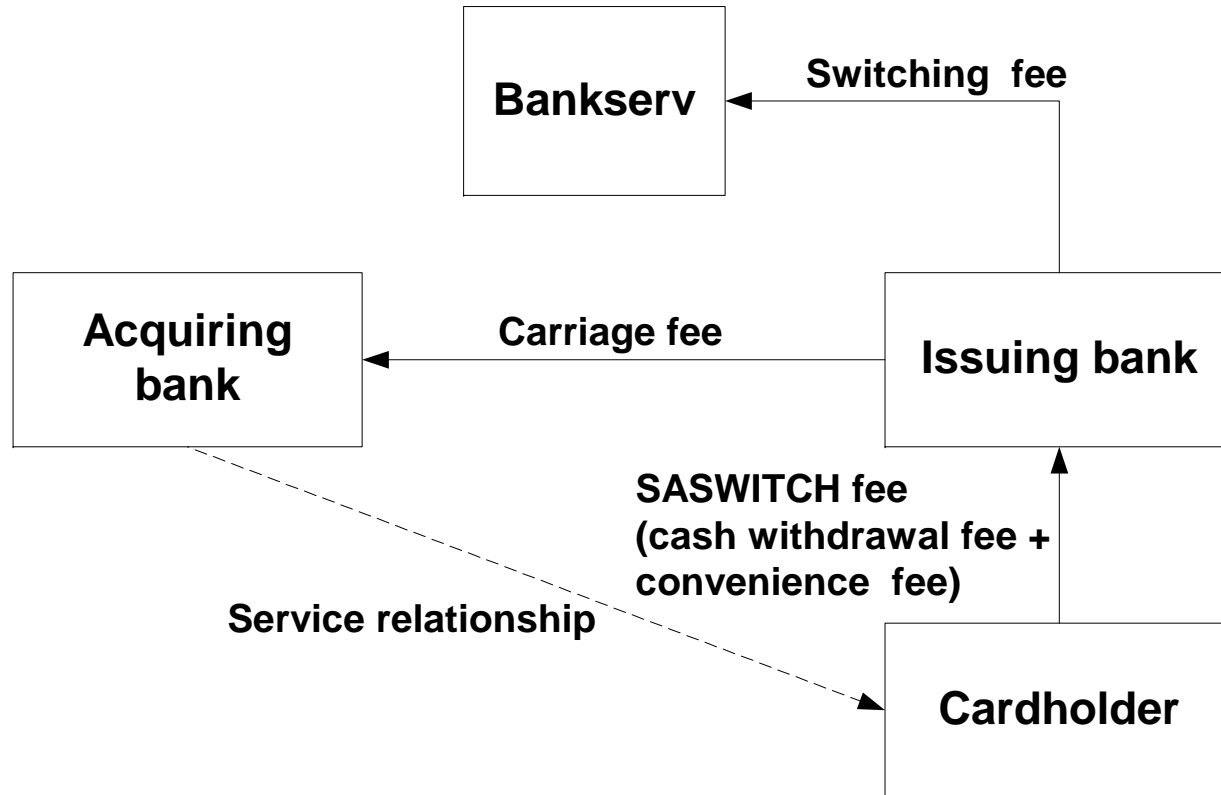 Bankserv
Switching fee
Acquiring
bank
Carriage fee
Issuing bank
SASWITCH fee
(cash withdrawal fee +
convenience fee)
Service relationship
Cardholder